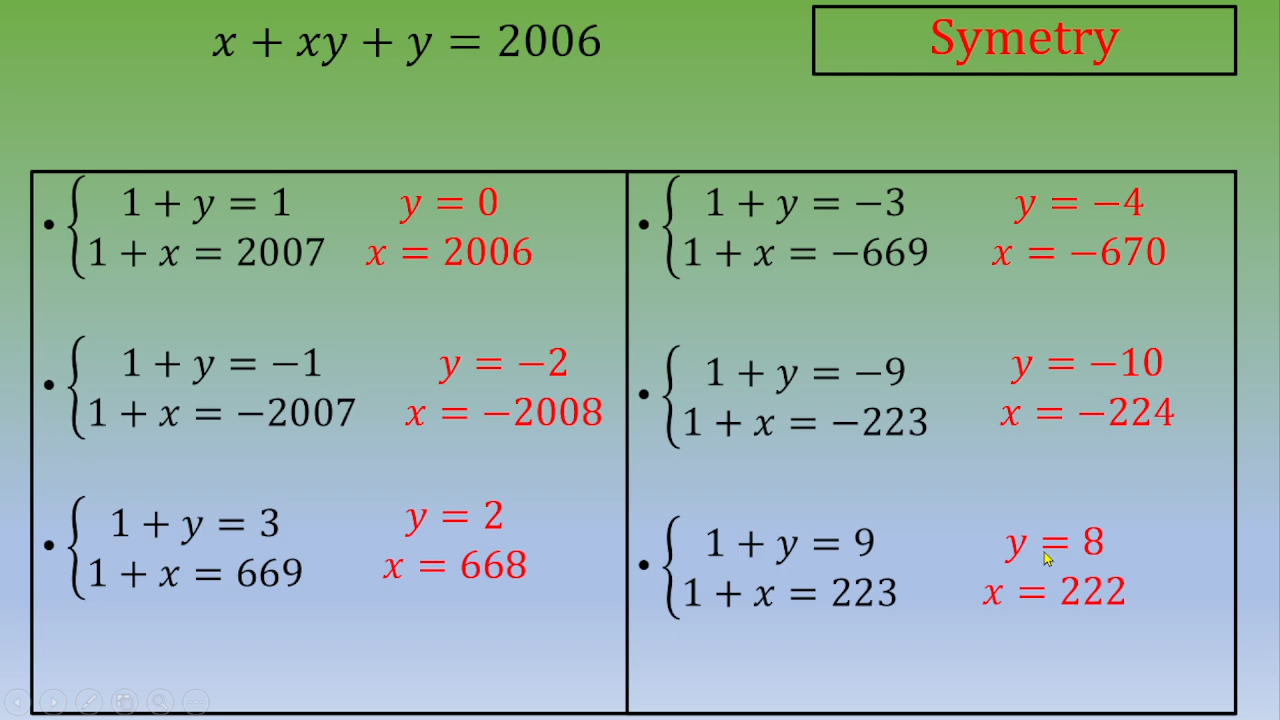 x + xy + y = 2006
Symetry
• { 1 + y = 1 y = 0
1 + x = 2007 x = 2006
• { 1 + y = −1 y = −2
1 + x = −2007 x = −2008
• { 1 + y = 3 y = 2
1 + x = 669 x = 668
• { 1 + y = −3 y = −4
1 + x = −669 x = −670
• { 1 + y = −9 y = −10
1 + x = −223 x = −224
• { 1 + y = 9 y = 8
1 + x = 223 x = 222